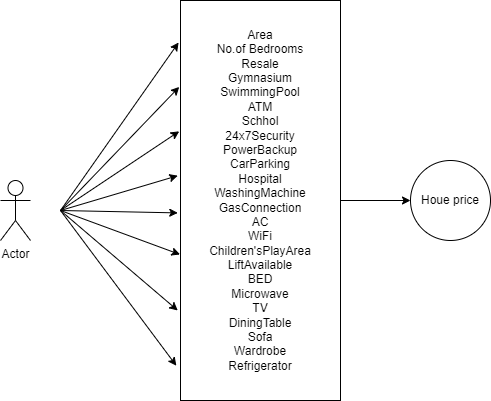 Area
No.of Bedrooms
Resale
Gymnasium
SwimmingPool
ATM
Schhol
24x7Security
PowerBackup
CarParking
Hospital
WashingMachine
GasConnection
AC
WiFi
Children'sPlayArea
LiftAvailable
BED
Microwave
TV
DiningTable
Sofa
Wardrobe
Refrigerator
Actor
Houe price